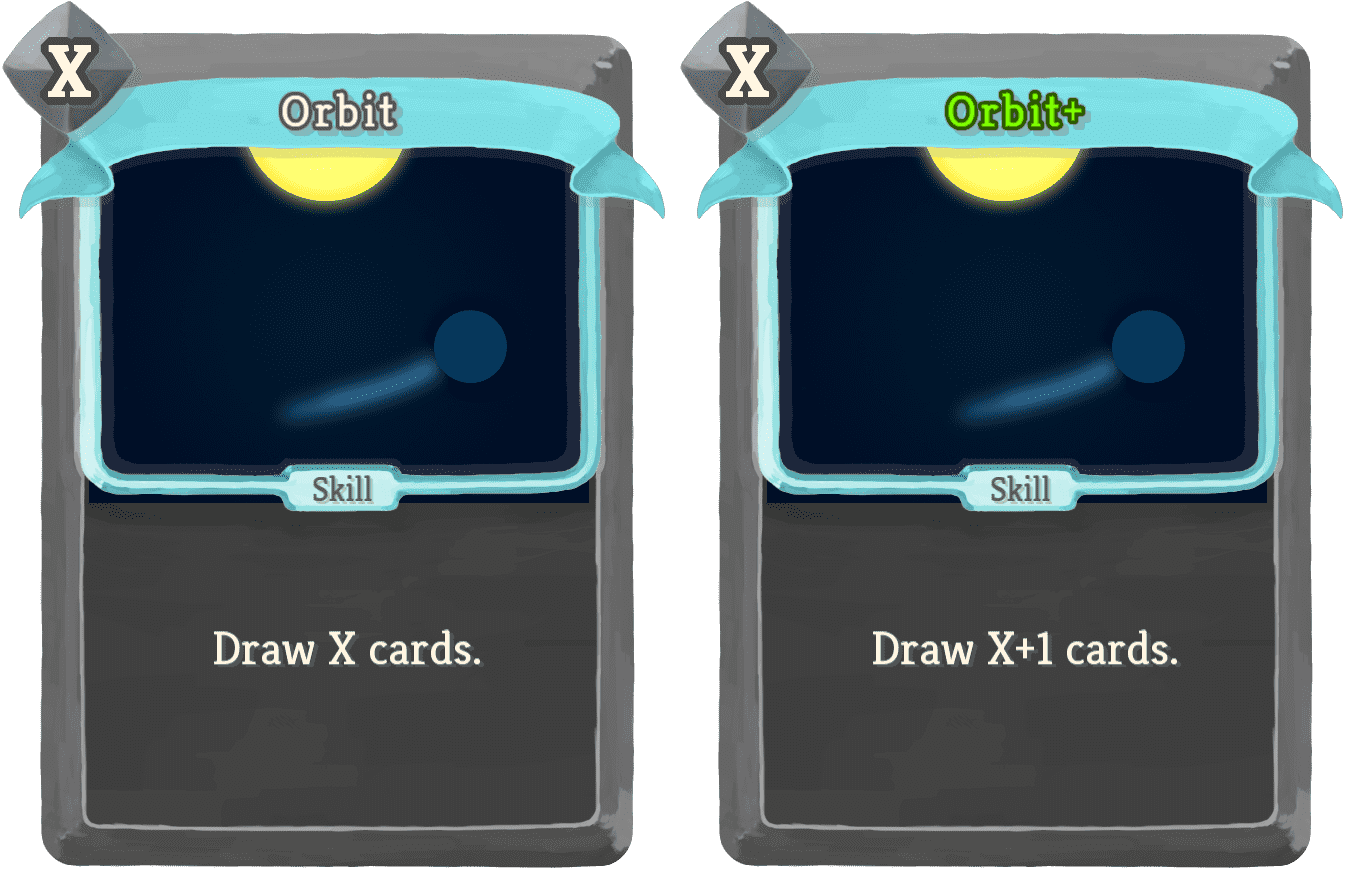 X
Orbit
Skill
Draw X cards.
X
Orbit+
Skill
Draw X+1 cards.